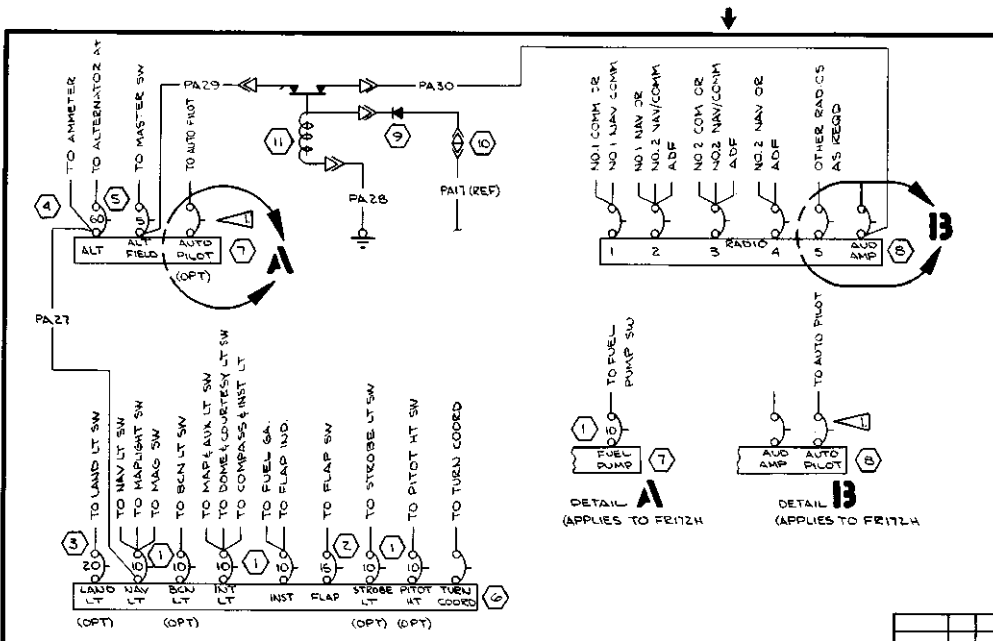 TO AMMETER
TO ALTERNATOR A+
TO MASTER SW
TO AUTO PILOT
PA29
PA30
4
5
11
9
10
60
5
1
ALT
ALT FIELD
AUTO PILOT
7
(OPT)
A
PA28
PA17 (REF)
PA27
NO.1 COMM OR
NO 1 NAV COMM
NO 1 NAV OR
NO. 2 NAV/COMM
ADF
NO. 2 COM OR
NO.2 NAV/COMM
ADF
NO. 2 NAV OR
ADF
OTHER RADIOS
AS REQD
B
1
2
3
RADIO
4
5
AUD AMP
8
TO FUEL
PUMP SW
1
10
FUEL PUMP
7
DETAIL A
(APPLIES TO FR172H
TO AUTO PILOT
1
AUD AMP
AUTO PILOT
8
DETAIL B
(APPLIES TO FR172H
TO LAND LT SW
TO NAV LT SW
TO MAPLIGHT SW
TO MAG SW
TO BCN LT SW
TO MAP & AUX LT SW
TO DOME & COURTESY LT SW
TO COMPASS & INST LT
TO FUEL GA.
TO FLAP IND.
TO FLAP SW
TO STROBE LT SW
TO PITOT HT SW
TO TURN COORD
3
1
1
2
1
20
10
10
10
10
15
10
10
LAND LT
NAV LT
BCN LT
INT LT
INST
FLAP
STROBE LT
PITOT HT
TURN COORD
6
(OPT)
(OPT)
(OPT)
(OPT)